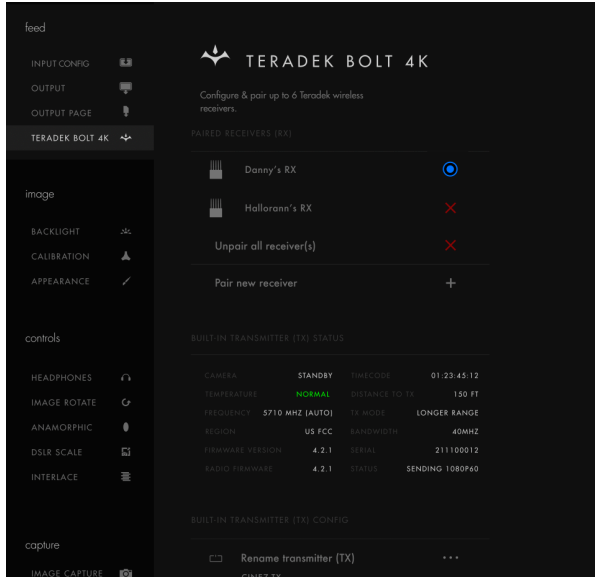 feed
INPUT CONFIG
OUTPUT
OUTPUT PAGE
TERADEK BOLT 4K
image
BACKLIGHT
CALIBRATION
APPEARANCE
controls
HEADPHONES
IMAGE ROTATE
ANAMORPHIC
DSLR SCALE
INTERLACE
capture
IMAGE CAPTURE
TERADEK BOLT 4K
Configure & pair up to 6 Teradek wireless
receivers.
PAIRED RECEIVERS (RX)
Danny's RX
Hallorann's RX
Unpair all receiver(s)
Pair new receiver
BUILT-IN TRANSMITTER (TX) STATUS
CAMERA STANDBY TIMECODE 01:23:45:12
TEMPERATURE NORMAL DISTANCE TO TX 150 FT
FREQUENCY 5710 MHZ (AUTO) TX MODE LONGER RANGE
REGION US FCC BANDWIDTH 40MHZ
FIRMWARE VERSION 4.2.1 SERIAL 211100012
RADIO FIRMWARE 4.2.1 STATUS SENDING 1080P60
BUILT-IN TRANSMITTER (TX) CONFIG
Rename transmitter (TX)